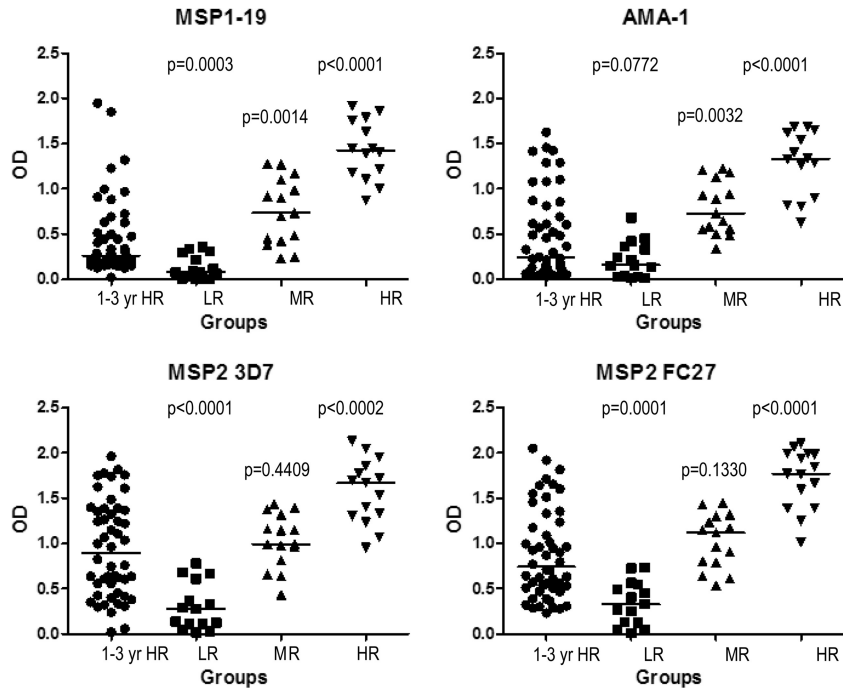 MSP1-19
2.5
2.0
1.5
1.0
0.5
0.0
OD
p=0.0003
p<0.0001
p=0.0014
1-3 yr HR
LR
MR
HR
Groups
AMA-1
2.5
2.0
1.5
1.0
0.5
0.0
OD
p=0.0772
p<0.0001
p=0.0032
1-3 yr HR
LR
MR
HR
Groups
MSP2 3D7
2.5
2.0
1.5
1.0
0.5
0.0
OD
p<0.0001
p<0.0002
p=0.4409
1-3 yr HR
LR
MR
HR
Groups
MSP2 FC27
2.5
2.0
1.5
1.0
0.5
0.0
OD
p=0.0001
p<0.0001
p=0.1330
1-3 yr HR
LR
MR
HR
Groups